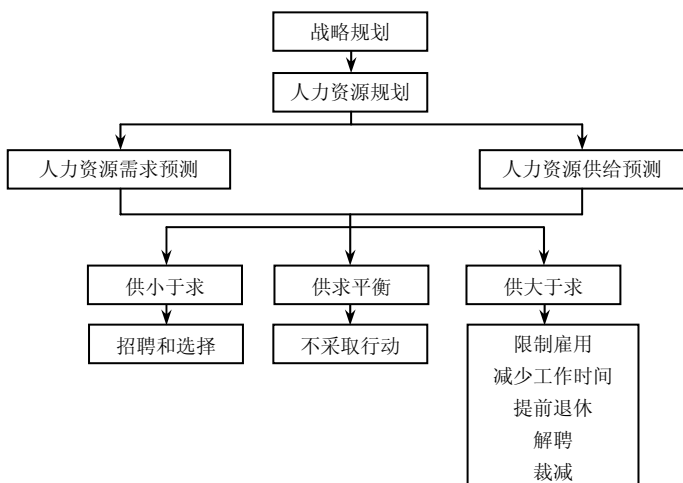 战略规划
人力资源规划
人力资源需求预测
人力资源供给预测
供小于求
供求平衡
供大于求
招聘和选择
不采取行动
限制雇用
减少工作时间
提前退休
解聘
裁减